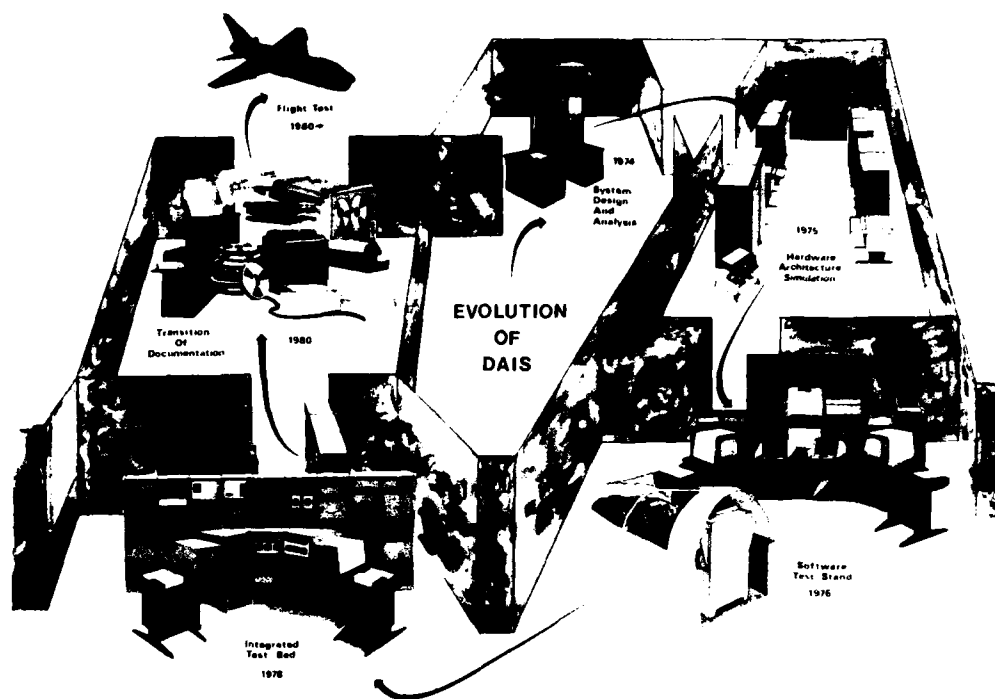 Flight Test
1980→
1974
System
Design
And
Analysis
1975
Hardware
Architecture
Simulation
EVOLUTION
OF
DAIS
Transition
Of
Documentation
1980
Software
Test Stand
1976
Integrated
Test Bed
1978